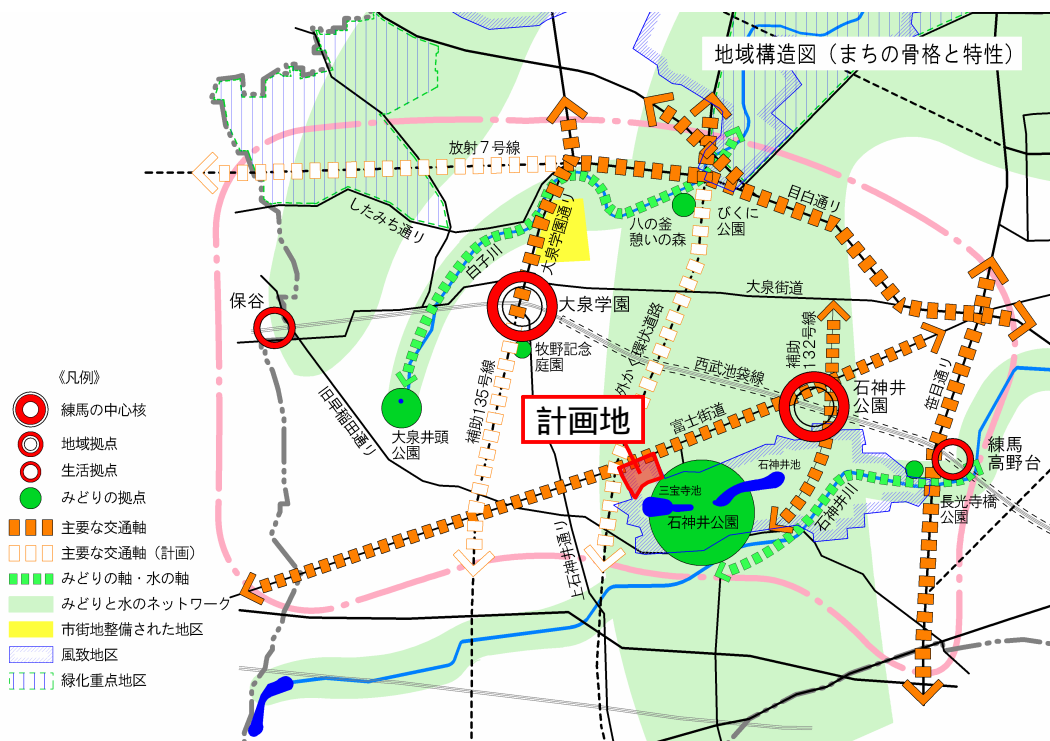 地域構造図（まちの骨格と特性）
放射７号線
目白通り
したみち通り
大泉学園通り
八の釜
憩いの森
びくに
公園
白子川
保谷
大泉学園
大泉街道
外かく環状道路
補助
132号線
牧野記念
庭園
西武池袋線
笹目通り
《凡例》
練馬の中心核
地域拠点
生活拠点
みどりの拠点
主要な交通軸
主要な交通軸（計画）
みどりの軸・水の軸
みどりと水のネットワーク
市街地整備された地区
風致地区
緑化重点地区
旧早稲田通り
大泉井頭
公園
補助135号線
計画地
富士街道
石神井
公園
練馬
高野台
石神井池
三宝寺池
石神井公園
石神井川
長光寺橋
公園
上石神井通り